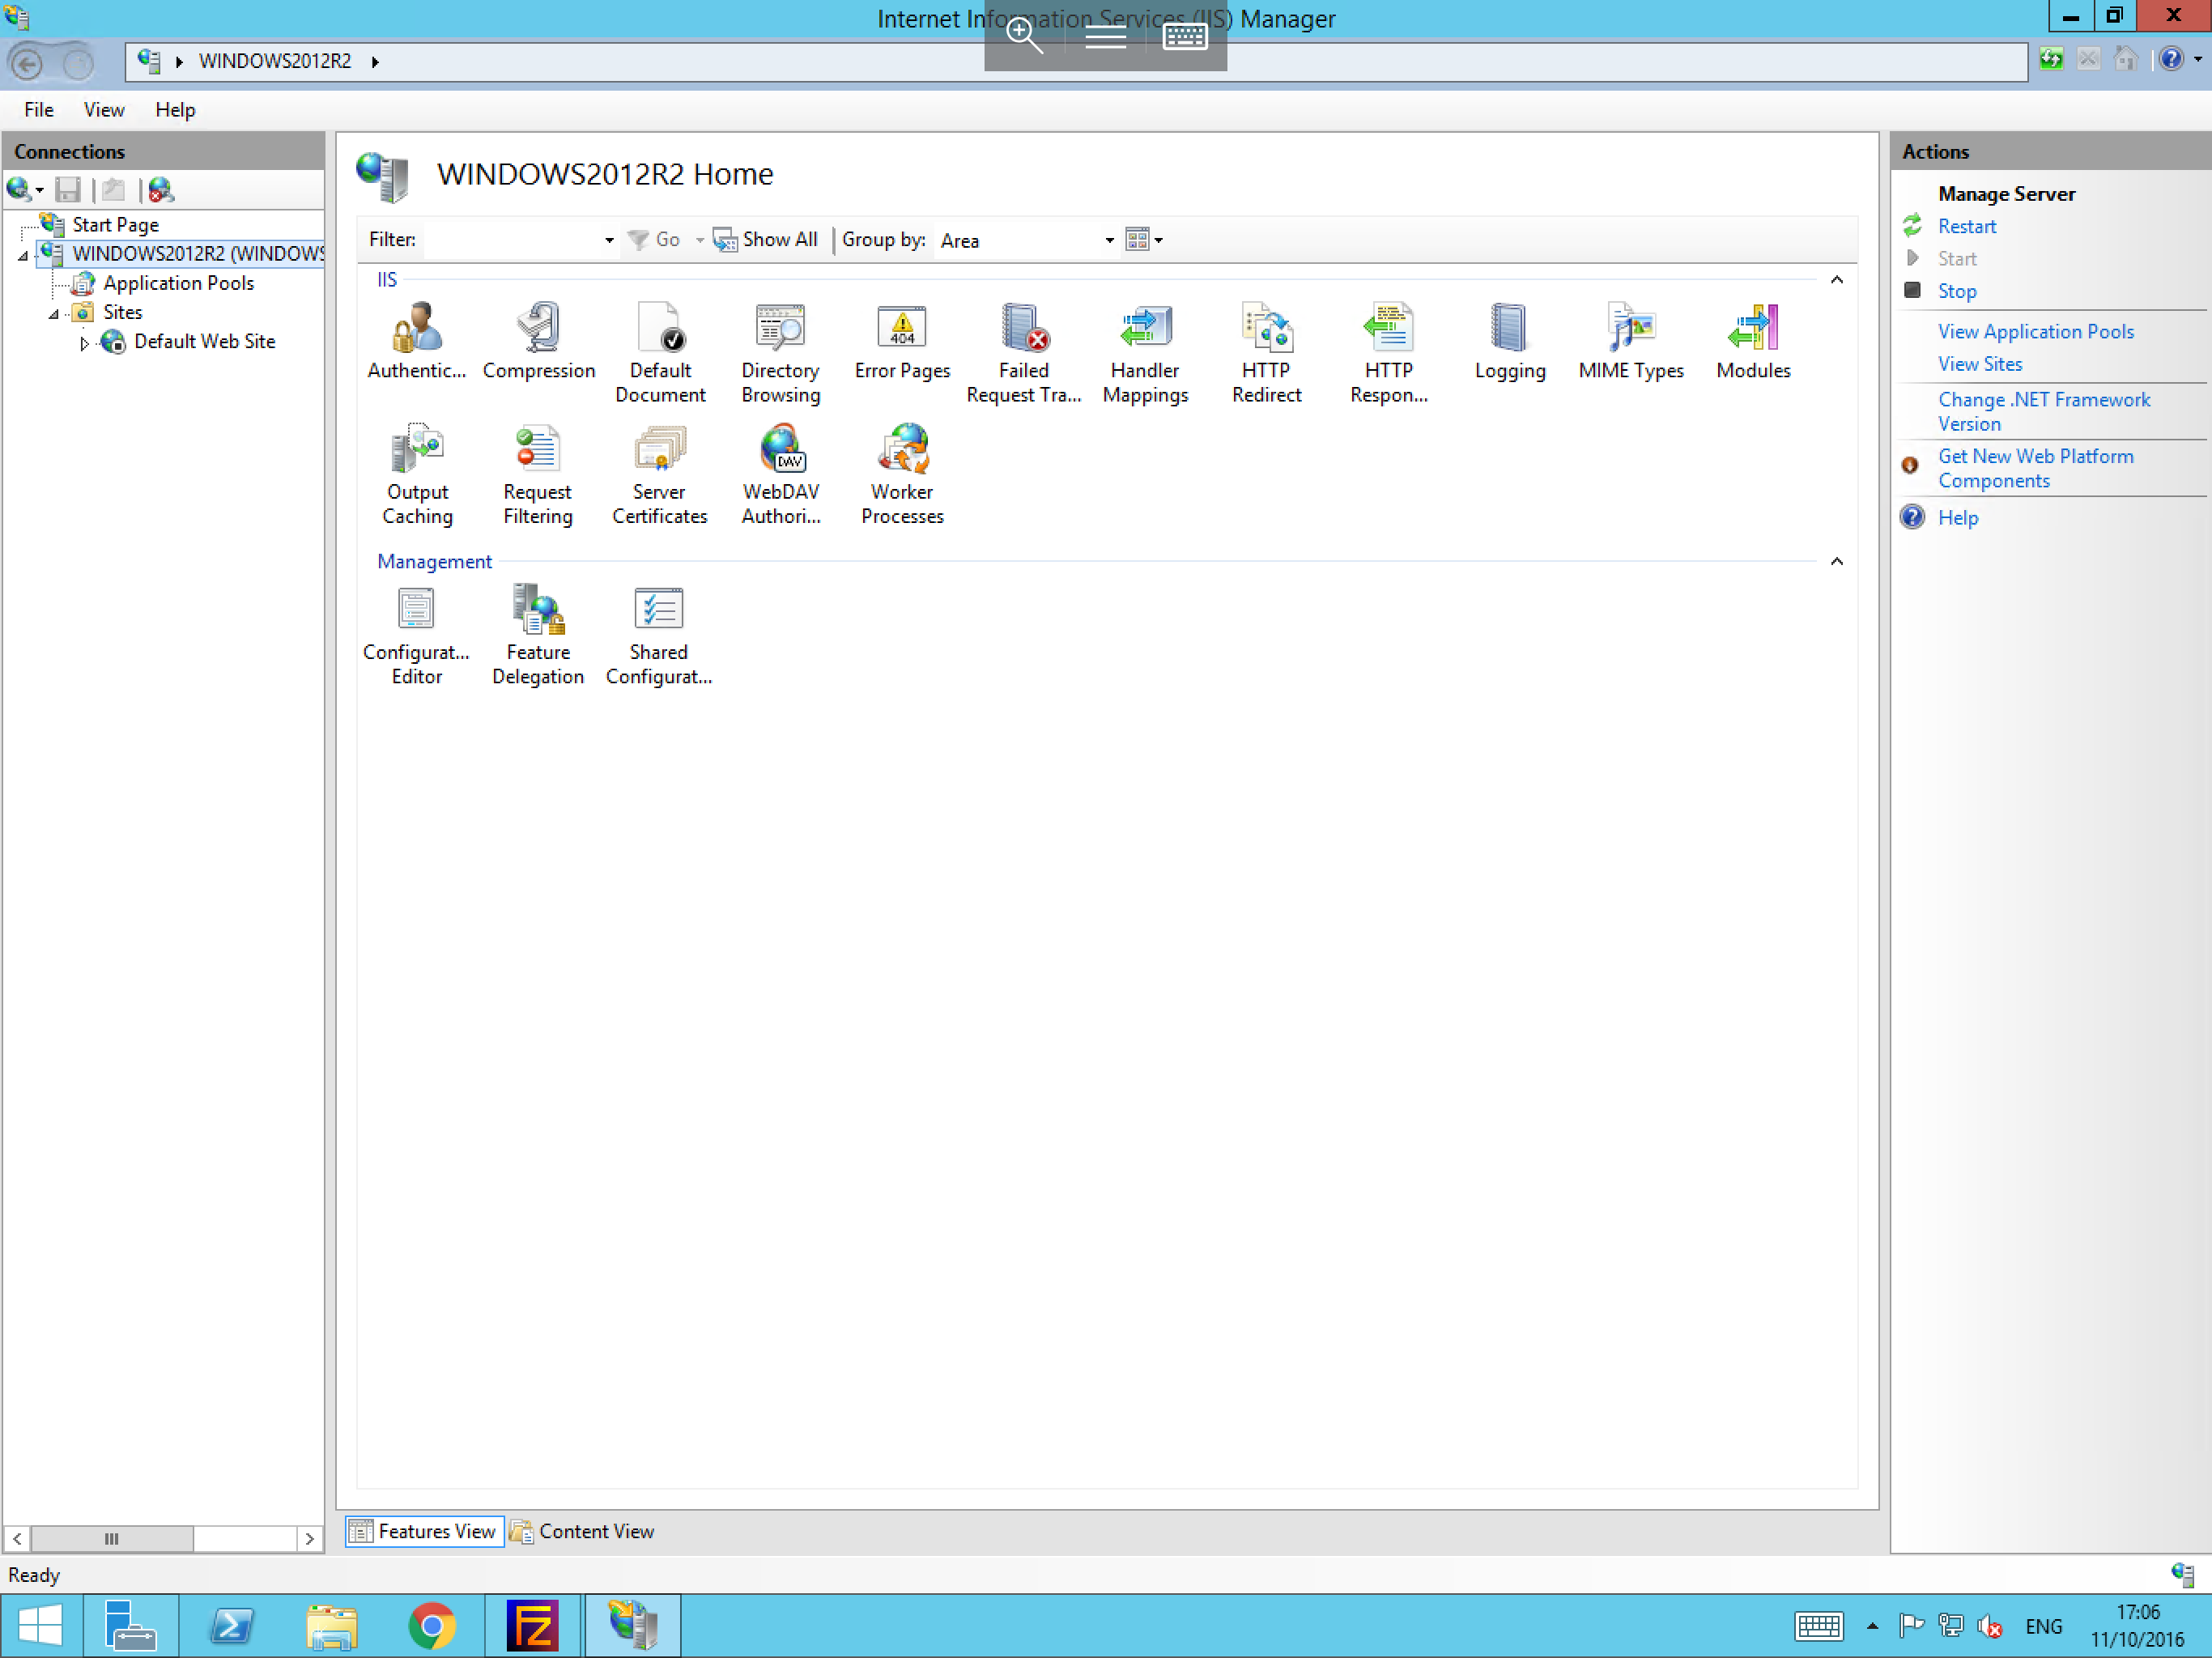 Internet Information Services (IIS) Manager
WINDOWS2012R2
File View Help
Connections
Start Page
WINDOWS2012R2 (WINDOWS
Application Pools
Sites
Default Web Site
WINDOWS2012R2 Home
Filter: Go Show All Group by: Area
IIS
Authentic... Compression Default Directory Error Pages Failed Handler HTTP HTTP Logging MIME Types Modules
Document Browsing Request Tra... Mappings Redirect Respon...
404
DAV
Output Request Server WebDAV Worker
Caching Filtering Certificates Authori... Processes
Management
Configurat... Feature Shared
Editor Delegation Configurat...
Features View Content View
Actions
Manage Server
Restart
Start
Stop
View Application Pools
View Sites
Change .NET Framework
Version
Get New Web Platform
Components
Help
Ready
FZ
ENG
17:06
11/10/2016